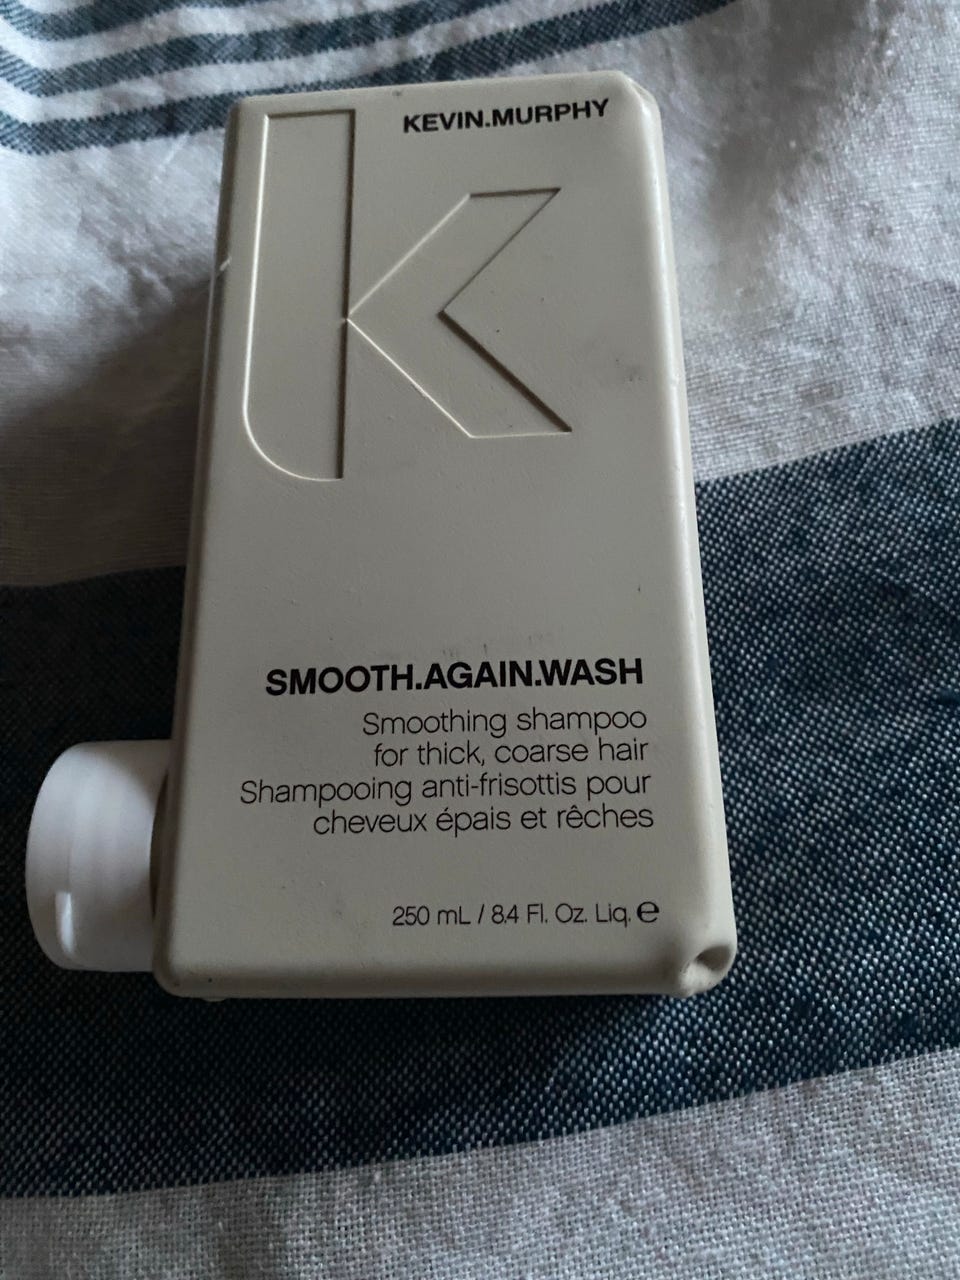 KEVIN.MURPHY
SMOOTH.AGAIN.WASH
Smoothing shampoo
for thick, coarse hair
Shampooing anti-frisottis pour
cheveux épais et rêches
250 mL / 8.4 Fl. Oz. Liq. ℮